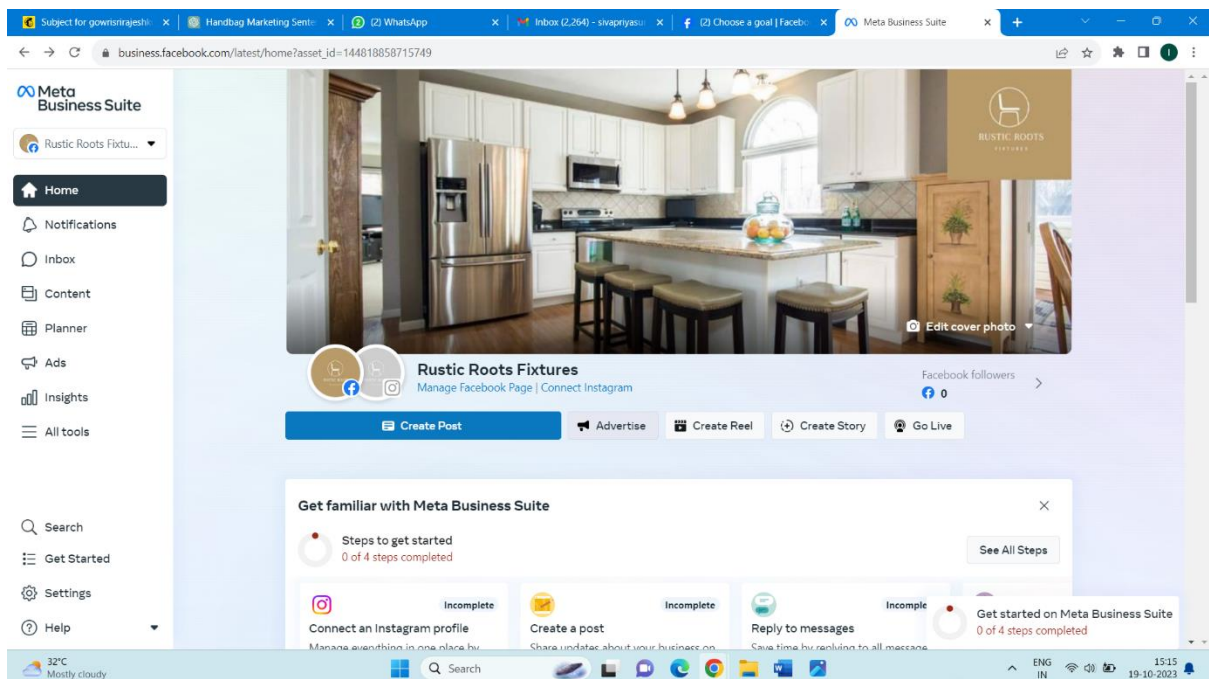 Subject for gowrisrirajeshk
Handbag Marketing Sente
(2) WhatsApp
Inbox (2,264) - sivapriyasu
(2) Choose a goal | Facebo
Meta Business Suite
business.facebook.com/latest/home?asset_id=144818858715749
Meta
Business Suite
Rustic Roots Fixtu...
Home
Notifications
Inbox
Content
Planner
Ads
Insights
All tools
Search
Get Started
Settings
Help
RUSTIC ROOTS
FIXTURES
Edit cover photo
Rustic Roots Fixtures
Manage Facebook Page | Connect Instagram
Facebook followers
0
Create Post
Advertise
Create Reel
Create Story
Go Live
Get familiar with Meta Business Suite
Steps to get started
0 of 4 steps completed
See All Steps
Incomplete
Connect an Instagram profile
Manage everything in one place by
Incomplete
Create a post
Share updates about your business on
Incomple
Reply to messages
Save time by replying to all message
Get started on Meta Business Suite
0 of 4 steps completed
32°C
Mostly cloudy
Search
ENG
IN
15:15
19-10-2023